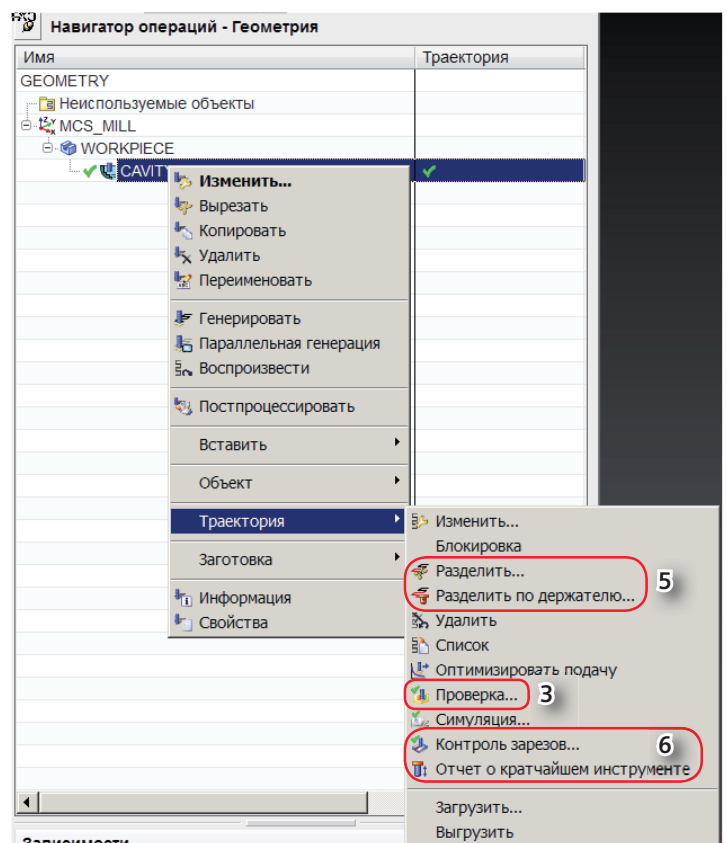 Навигатор операций - Геометрия
Имя Траектория
GEOMETRY
Неиспользуемые объекты
MCS_MILL
WORKPIECE
CAVITY
Изменить...
Вырезать
Копировать
Удалить
Переименовать
Генерировать
Параллельная генерация
Воспроизвести
Постпроцессировать
Вставить
Объект
Траектория
Заготовка
Информация
Свойства
Изменить...
Блокировка
Разделить...
5
Разделить по держателю...
Удалить
Список
Оптимизировать подачу
Проверка... 3
Симуляция...
Контроль зарезов... 6
Отчет о кратчайшем инструменте
Загрузить...
Выгрузить
Зависимости